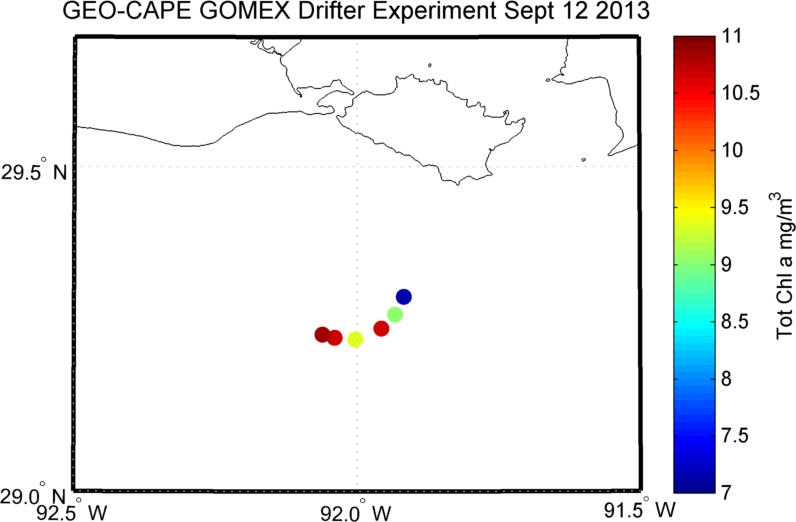 GEO-CAPE GOMEX Drifter Experiment Sept 12 2013
29.5° N
29.0° N
92.5° W
92.0° W
91.5° W
11
10.5
10
9.5
9
8.5
8
7.5
7
Tot Chl a mg/m³